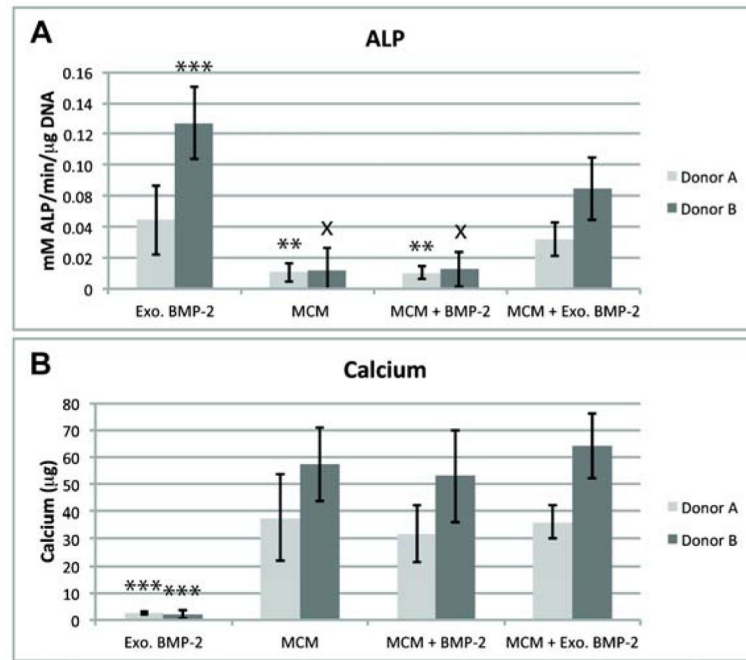 A
ALP
***
0.16
0.14
0.12
0.10
0.08
0.06
0.04
0.02
0
mM ALP/min/µg DNA
** X
** X
Exo. BMP-2 MCM MCM + BMP-2 MCM + Exo. BMP-2
Donor A
Donor B
B
Calcium
80
70
60
50
40
30
20
10
0
Calcium (µg)
*** ***
Exo. BMP-2 MCM MCM + BMP-2 MCM + Exo. BMP-2
Donor A
Donor B